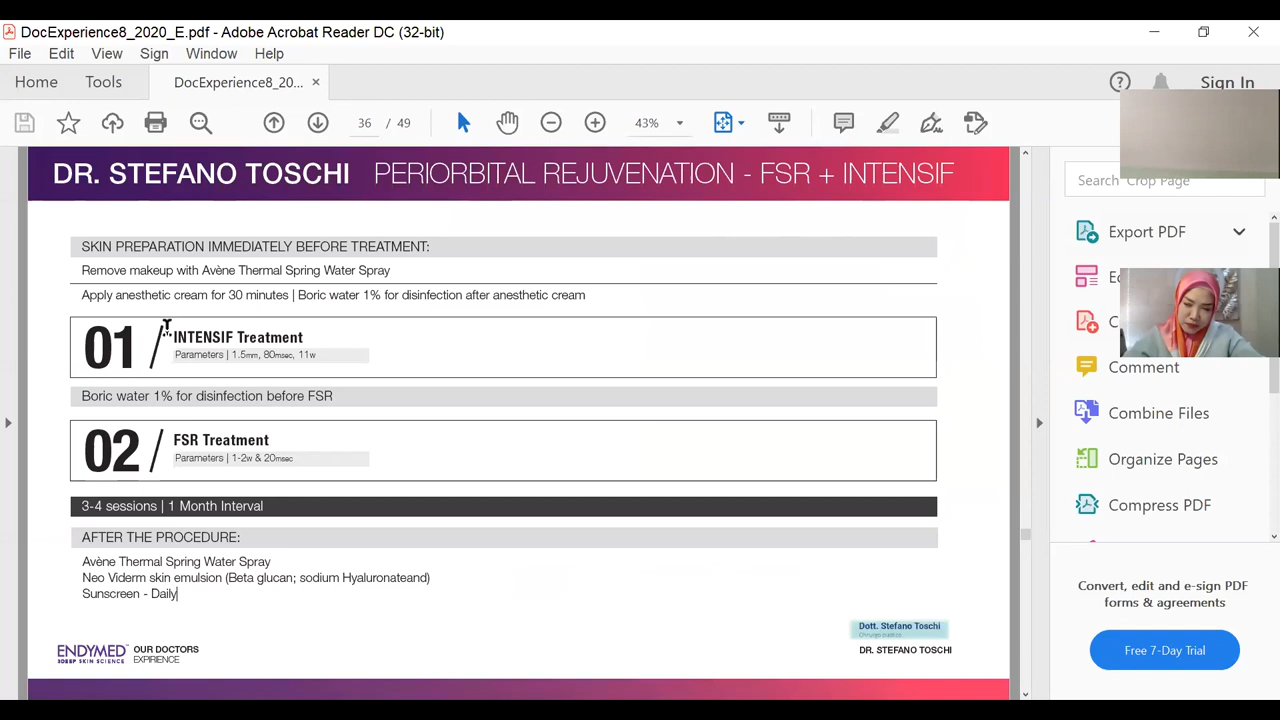 DocExperience8_2020_E.pdf - Adobe Acrobat Reader DC (32-bit)
File Edit View Sign Window Help
Home Tools DocExperience8_20... × Sign In
36 / 49 43%
DR. STEFANO TOSCHI PERIORBITAL REJUVENATION - FSR + INTENSIF
SKIN PREPARATION IMMEDIATELY BEFORE TREATMENT:
Remove makeup with Avène Thermal Spring Water Spray
Apply anesthetic cream for 30 minutes | Boric water 1% for disinfection after anesthetic cream
01 / INTENSIF Treatment
Parameters | 1.5mm, 80msec, 11w
Boric water 1% for disinfection before FSR
02 / FSR Treatment
Parameters | 1-2w & 20msec
3-4 sessions | 1 Month Interval
AFTER THE PROCEDURE:
Avène Thermal Spring Water Spray
Neo Viderm skin emulsion (Beta glucan; sodium Hyaluronateand)
Sunscreen - Daily
ENDYMED
3DEEP SKIN SCIENCE
OUR DOCTORS
EXPIRIENCE
Dott. Stefano Toschi
DR. STEFANO TOSCHI
Search 'Crop Page'
Export PDF
Comment
Combine Files
Organize Pages
Compress PDF
Convert, edit and e-sign PDF
forms & agreements
Free 7-Day Trial